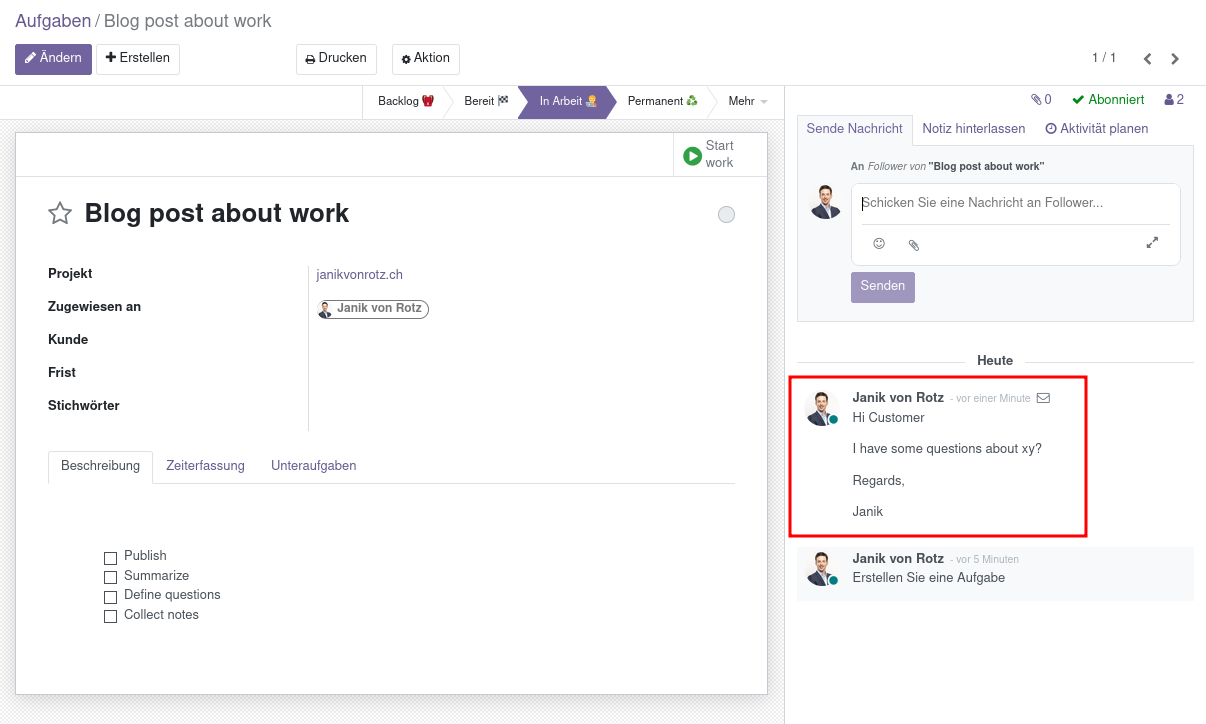 Aufgaben / Blog post about work
Ändern Erstellen Drucken Aktion 1 / 1
Backlog Bereit In Arbeit Permanent Mehr
Start
work
Blog post about work
Projekt janikvonrotz.ch
Zugewiesen an Janik von Rotz
Kunde
Frist
Stichwörter
Beschreibung Zeiterfassung Unteraufgaben
Publish
Summarize
Define questions
Collect notes
0 Abonniert 2
Sende Nachricht Notiz hinterlassen Aktivität planen
An Follower von "Blog post about work"
Schicken Sie eine Nachricht an Follower...
Senden
Heute
Janik von Rotz - vor einer Minute
Hi Customer
I have some questions about xy?
Regards,
Janik
Janik von Rotz - vor 5 Minuten
Erstellen Sie eine Aufgabe